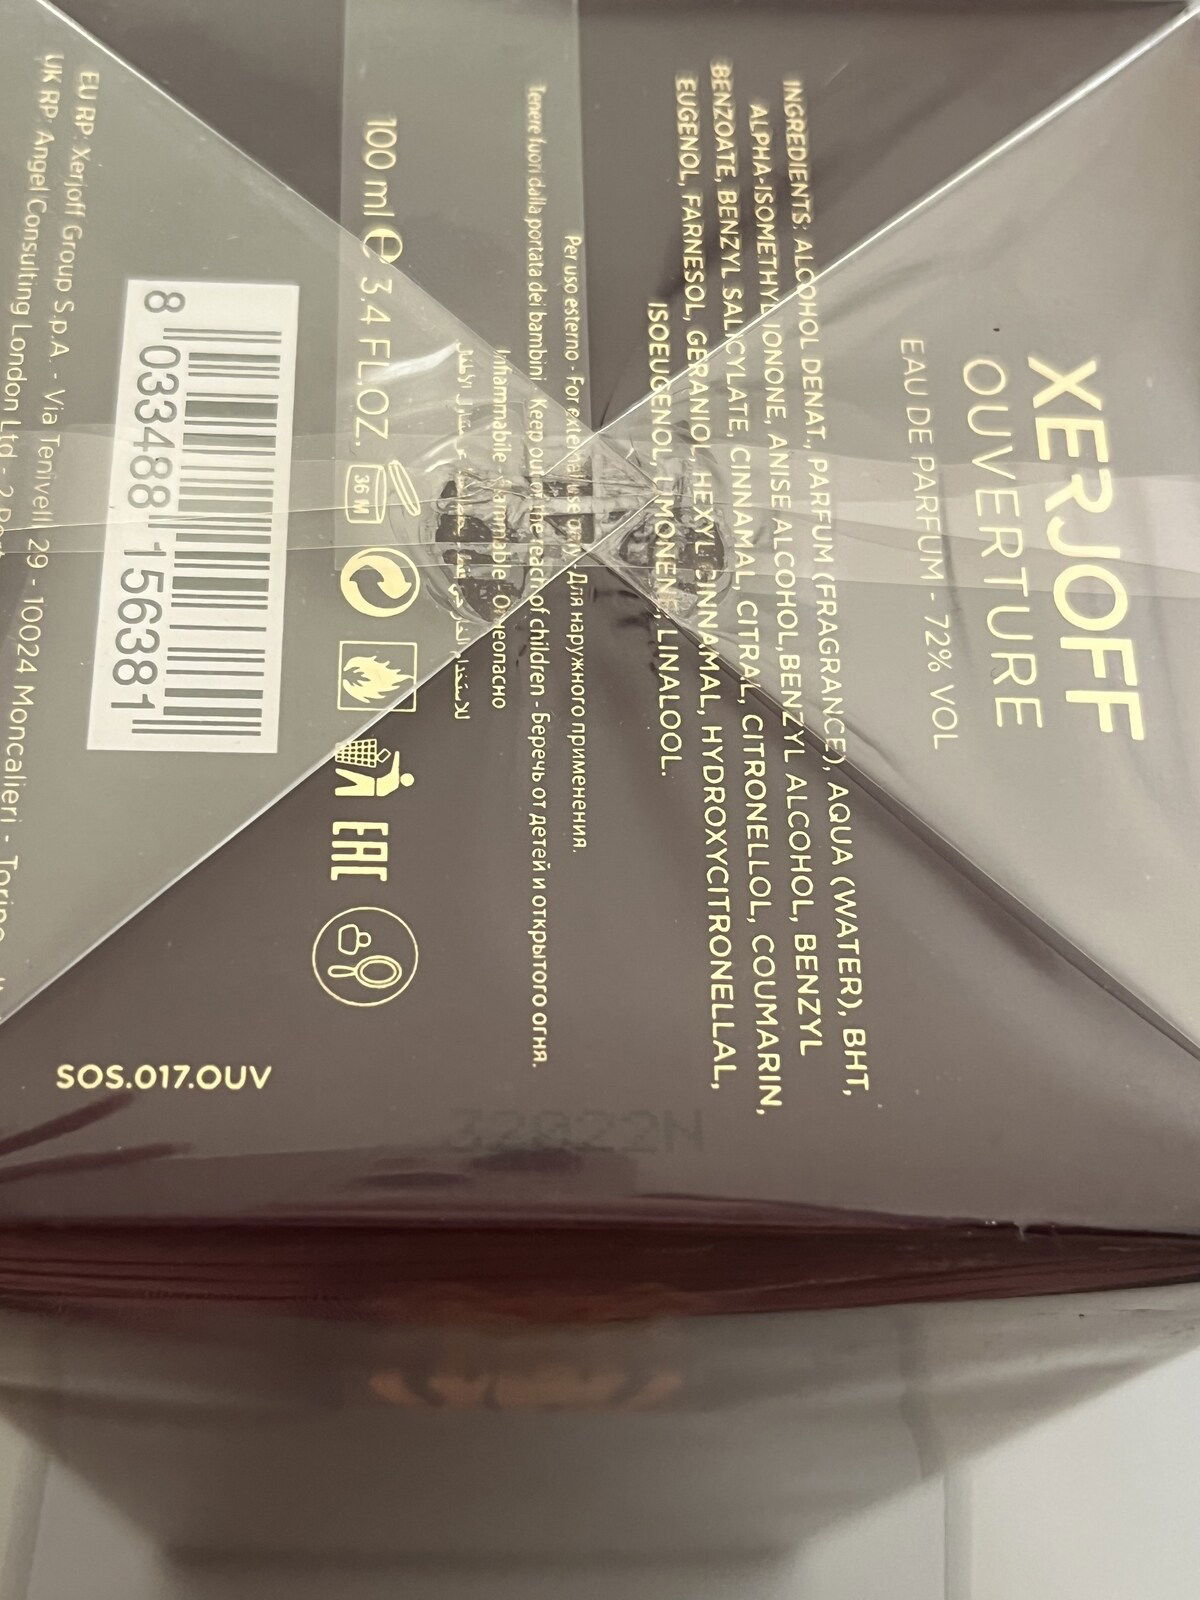 XERJOFF
OUVERTURE
EAU DE PARFUM - 72% VOL
INGREDIENTS: ALCOHOL DENAT., PARFUM (FRAGRANCE), AQUA (WATER), BHT,
ALPHA-ISOMETHYL IONONE, ANISE ALCOHOL,BENZYL ALCOHOL, BENZYL
BENZOATE, BENZYL SALICYLATE, CINNAMAL, CITRAL, CITRONELLOL, COUMARIN,
EUGENOL, FARNESOL, GERANIOL, HEXYL CINNAMAL, HYDROXYCITRONELLAL,
ISOEUGENOL, LIMONENE, LINALOOL.
Per uso esterno - For external use only - Для наружного применения.
Tenere fuori dalla portata dei bambini. Keep out of the reach of children - Беречь от детей и открытого огня.
Infiammabile - Flammable - Огнеопасно
للاستخدام الخارجي فقط
100 ml e 3.4 FL.OZ.
36 M
EAC
8 033488 156381
EU RP: Xerjoff Group S.p.A. - Via Tenivelli 29 - 10024 Moncalieri - Torino
UK RP: Angel Consulting London Ltd - 2
SOS.017.OUV
32022N